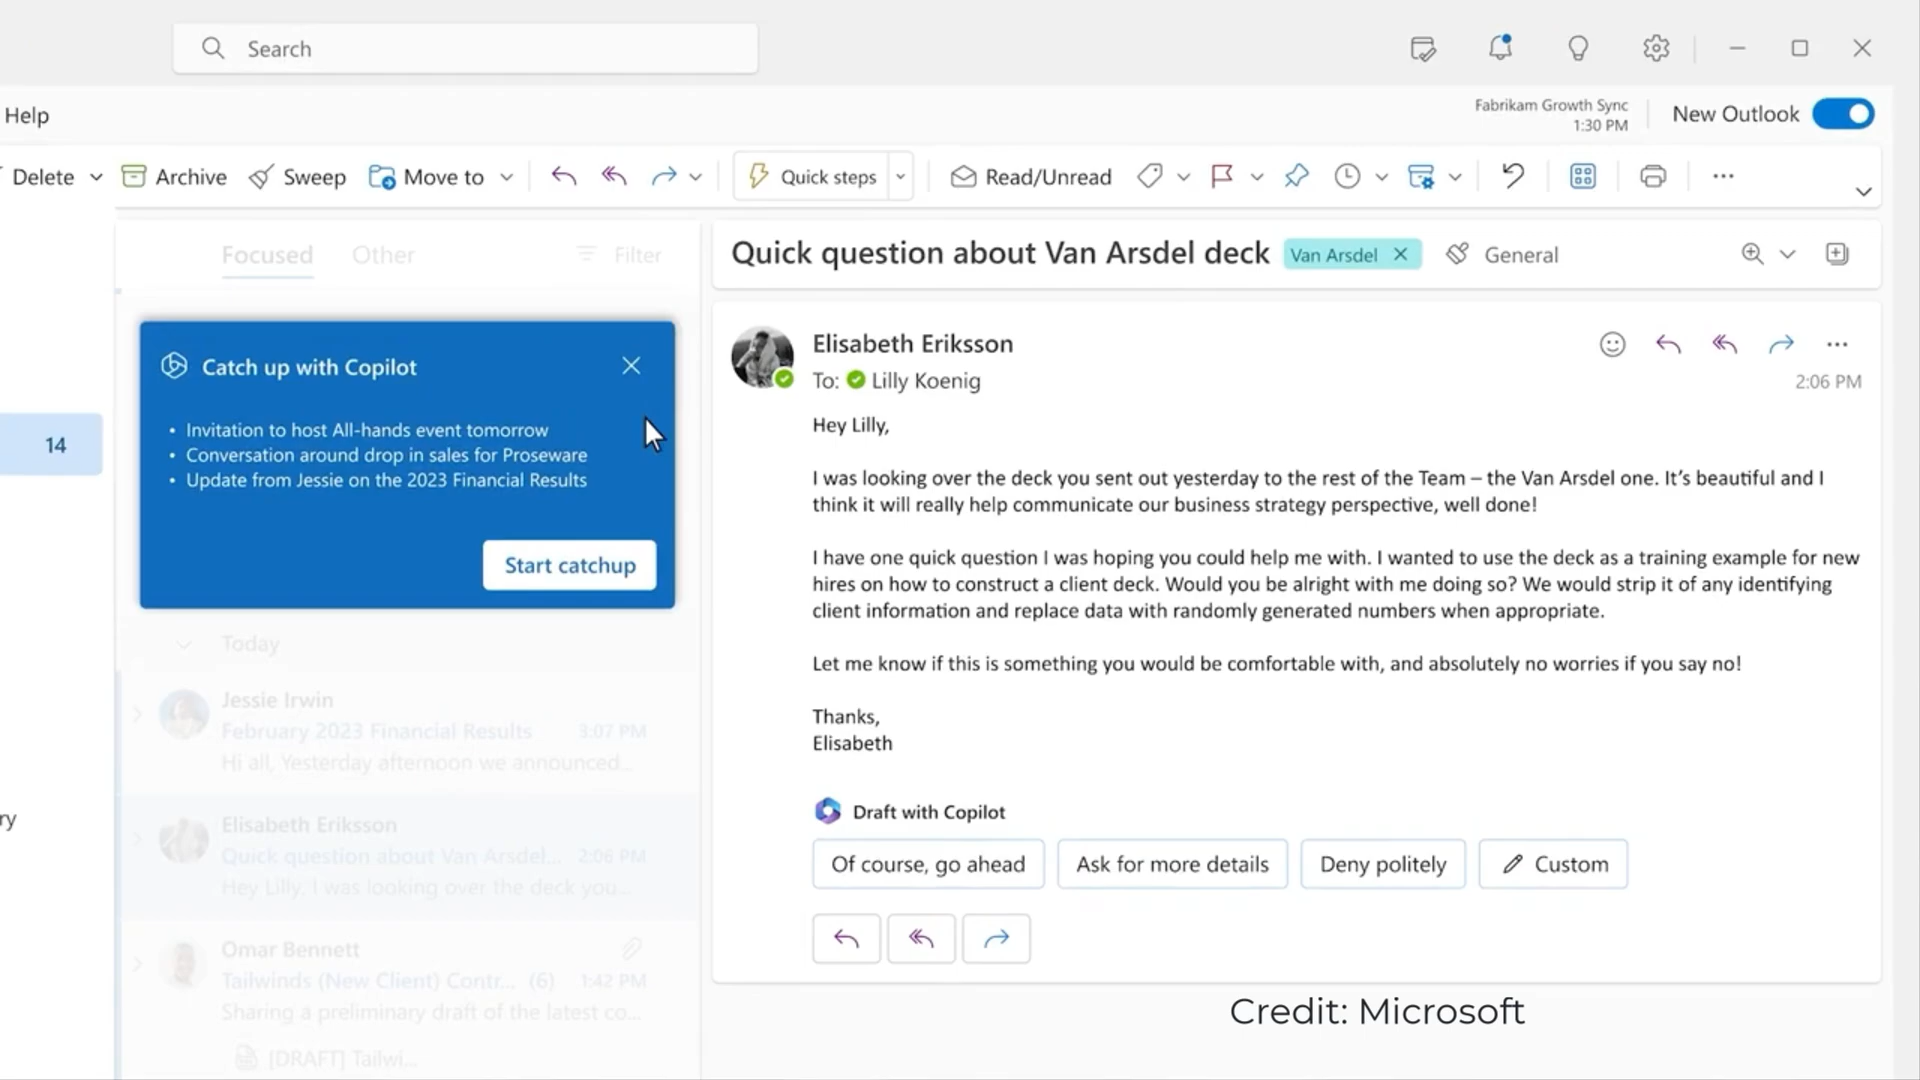 Search
Help
Fabrikam Growth Sync
1:30 PM
New Outlook
Delete
Archive
Sweep
Move to
Quick steps
Read/Unread
Focused
Other
Filter
Catch up with Copilot
• Invitation to host All-hands event tomorrow
• Conversation around drop in sales for Proseware
• Update from Jessie on the 2023 Financial Results
Start catchup
14
ry
Today
Jessie Irwin
February 2023 Financial Results 3:07 PM
Hi all, Yesterday afternoon we announced...
Elisabeth Eriksson
Quick question about Van Arsdel... 2:06 PM
Hey Lilly, I was looking over the deck you...
Omar Bennett
Tailwinds (New Client) Contr... (6) 1:42 PM
Sharing a preliminary draft of the latest co...
[DRAFT] Tailwi...
Quick question about Van Arsdel deck
Van Arsdel
General
Elisabeth Eriksson
To: Lilly Koenig
2:06 PM
Hey Lilly,
I was looking over the deck you sent out yesterday to the rest of the Team – the Van Arsdel one. It's beautiful and I
think it will really help communicate our business strategy perspective, well done!
I have one quick question I was hoping you could help me with. I wanted to use the deck as a training example for new
hires on how to construct a client deck. Would you be alright with me doing so? We would strip it of any identifying
client information and replace data with randomly generated numbers when appropriate.
Let me know if this is something you would be comfortable with, and absolutely no worries if you say no!
Thanks,
Elisabeth
Draft with Copilot
Of course, go ahead
Ask for more details
Deny politely
Custom
Credit: Microsoft